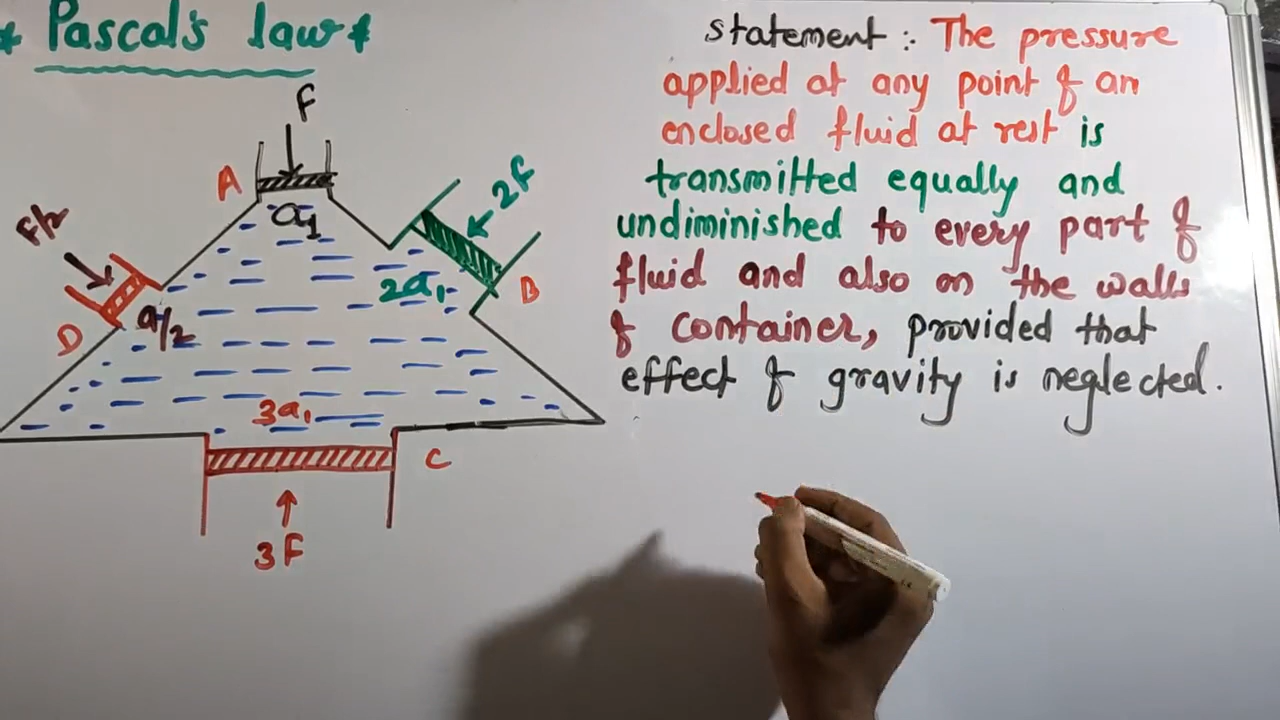 * Pascal's law *
statement :. The pressure
applied at any point of an
enclosed fluid at rest is
transmitted equally and
undiminished to every part of
fluid and also on the walls
of container, provided that
effect of gravity is neglected.
F
A
a1
2F
2a1
B
F/2
D
a/2
3a1
C
3F